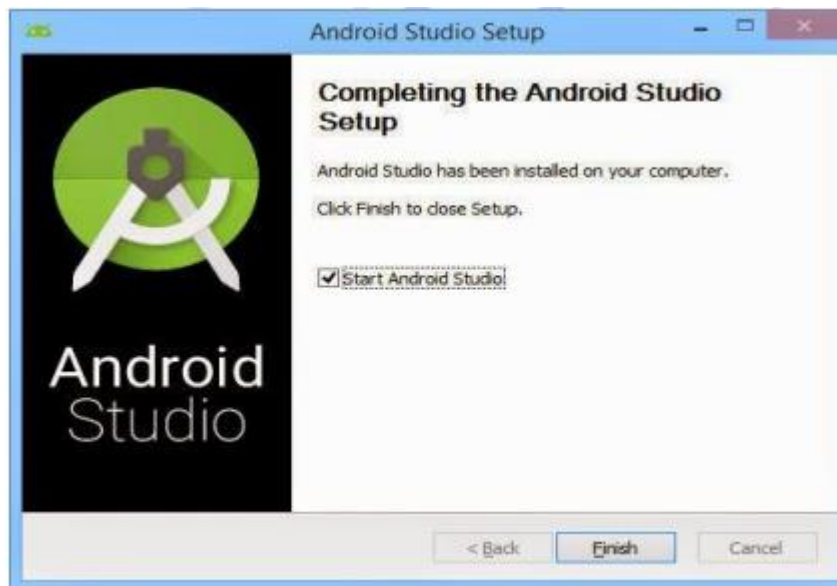 Android Studio Setup
Completing the Android Studio
Setup
Android Studio has been installed on your computer.
Click Finish to close Setup.
Start Android Studio
Android
Studio
< Back
Finish
Cancel